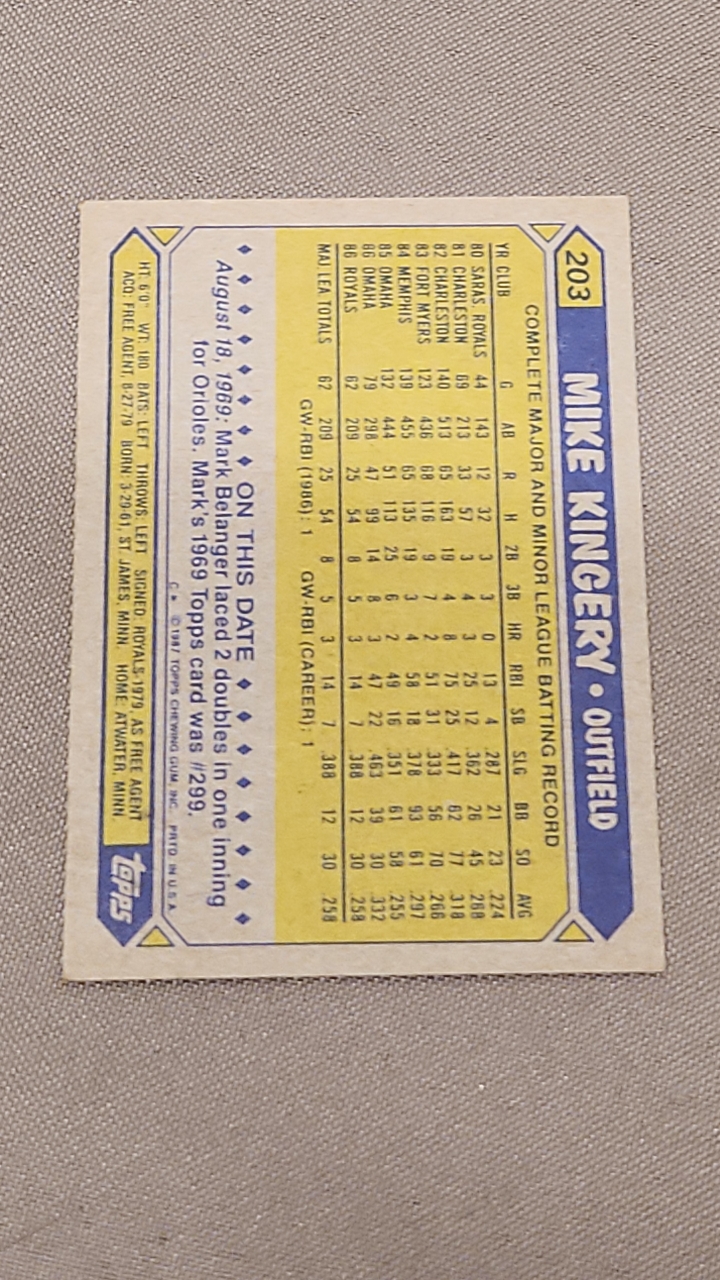 203 MIKE KINGERY • OUTFIELD
COMPLETE MAJOR AND MINOR LEAGUE BATTING RECORD
YR CLUB G AB R H 2B 3B HR RBI SB SLG BB SO AVG
80 SARAS. ROYALS 44 143 12 32 3 3 0 13 4 .287 21 23 .224
81 CHARLESTON 69 213 33 57 3 4 3 25 12 .362 26 45 .268
82 CHARLESTON 140 513 65 163 19 4 8 75 25 .417 62 77 .318
83 FORT MYERS 123 436 68 116 9 7 2 51 31 .333 56 70 .266
84 MEMPHIS 139 455 65 135 19 3 4 58 18 .378 93 61 .297
85 OMAHA 132 444 51 113 25 6 2 49 16 .351 61 58 .255
86 OMAHA 79 298 47 99 14 8 3 47 22 .463 39 30 .332
86 ROYALS 62 209 25 54 8 5 3 14 7 .388 12 30 .258
MAJ. LEA. TOTALS 62 209 25 54 8 5 3 14 7 .388 12 30 .258
GW-RBI (1986): 1 GW-RBI (CAREER): 1
ON THIS DATE
August 18, 1969: Mark Belanger laced 2 doubles in one inning
for Orioles. Mark's 1969 Topps card was #299.
C* © 1987 TOPPS CHEWING GUM, INC. PRTD. IN U.S.A.
HT: 6'0" WT: 180 BATS: LEFT THROWS: LEFT SIGNED: ROYALS-1979, AS FREE AGENT
ACQ: FREE AGENT, 8-27-79 BORN: 3-29-61, ST. JAMES, MINN. HOME: ATWATER, MINN.
topps